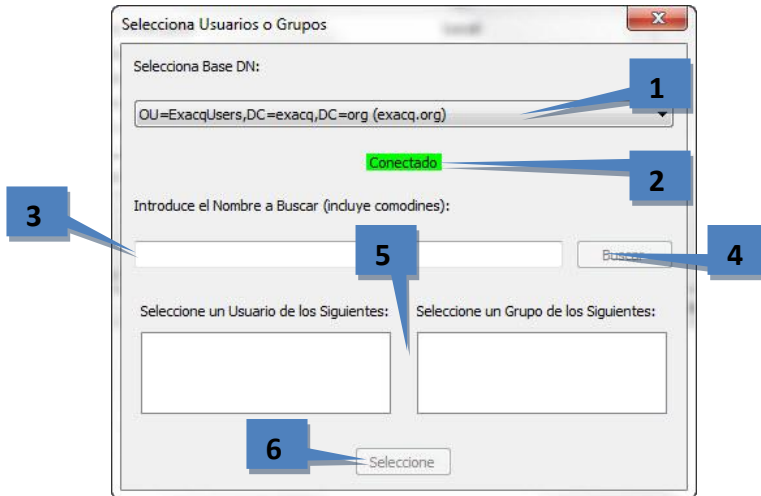 Selecciona Usuarios o Grupos
Selecciona Base DN:
1
OU=ExacqUsers,DC=exacq,DC=org (exacq.org)
Conectado
2
3
Introduce el Nombre a Buscar (incluye comodines):
5
Buscar
4
Seleccione un Usuario de los Siguientes:
Seleccione un Grupo de los Siguientes:
6
Seleccione